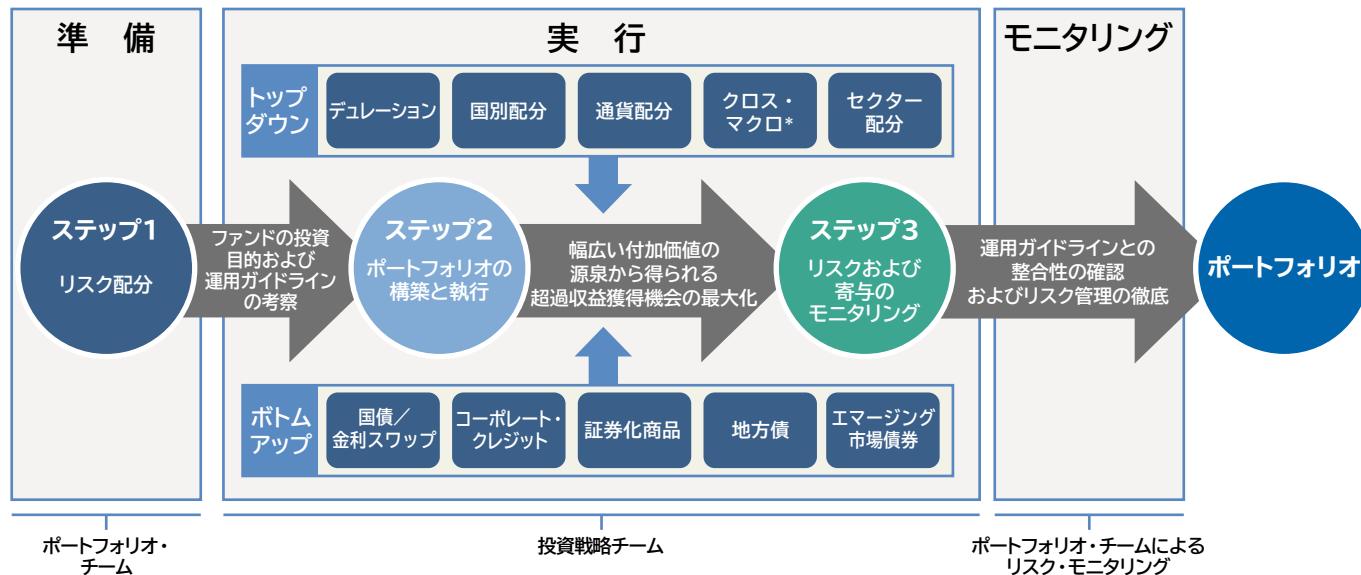 準　備
実　行
モニタリング
トップ
ダウン
デュレーション
国別配分
通貨配分
クロス・
マクロ*
セクター
配分
ステップ1
リスク配分
ファンドの投資
目的および
運用ガイドライン
の考察
ステップ2
ポートフォリオの
構築と執行
幅広い付加価値の
源泉から得られる
超過収益獲得機会の最大化
ステップ3
リスクおよび
寄与の
モニタリング
運用ガイドラインとの
整合性の確認
およびリスク管理の徹底
ポートフォリオ
ボトム
アップ
国債／
金利スワップ
コーポレート・
クレジット
証券化商品
地方債
エマージング
市場債券
ポートフォリオ・
チーム
投資戦略チーム
ポートフォリオ・チームによる
リスク・モニタリング